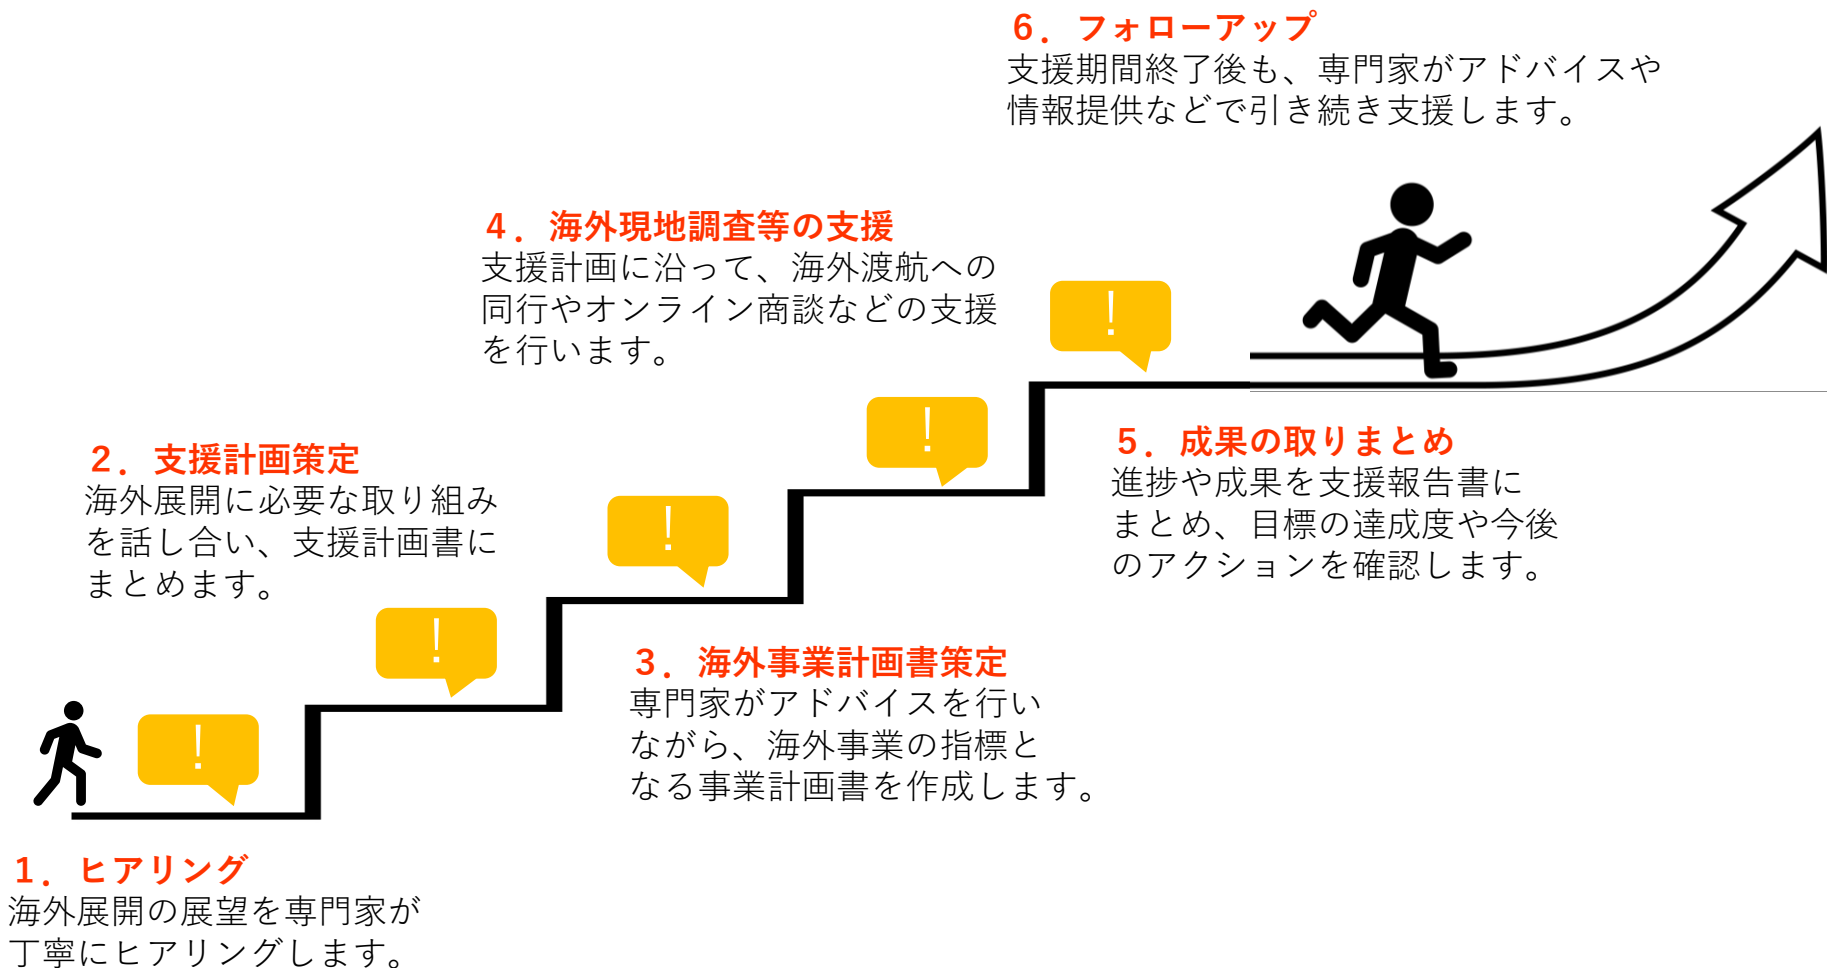 6．フォローアップ
支援期間終了後も、専門家がアドバイスや
情報提供などで引き続き支援します。
4．海外現地調査等の支援
支援計画に沿って、海外渡航への
同行やオンライン商談などの支援
を行います。
!
!
5．成果の取りまとめ
進捗や成果を支援報告書に
まとめ、目標の達成度や今後
のアクションを確認します。
2．支援計画策定
海外展開に必要な取り組み
を話し合い、支援計画書に
まとめます。
!
!
3．海外事業計画書策定
専門家がアドバイスを行い
ながら、海外事業の指標と
なる事業計画書を作成します。
!
1．ヒアリング
海外展開の展望を専門家が
丁寧にヒアリングします。